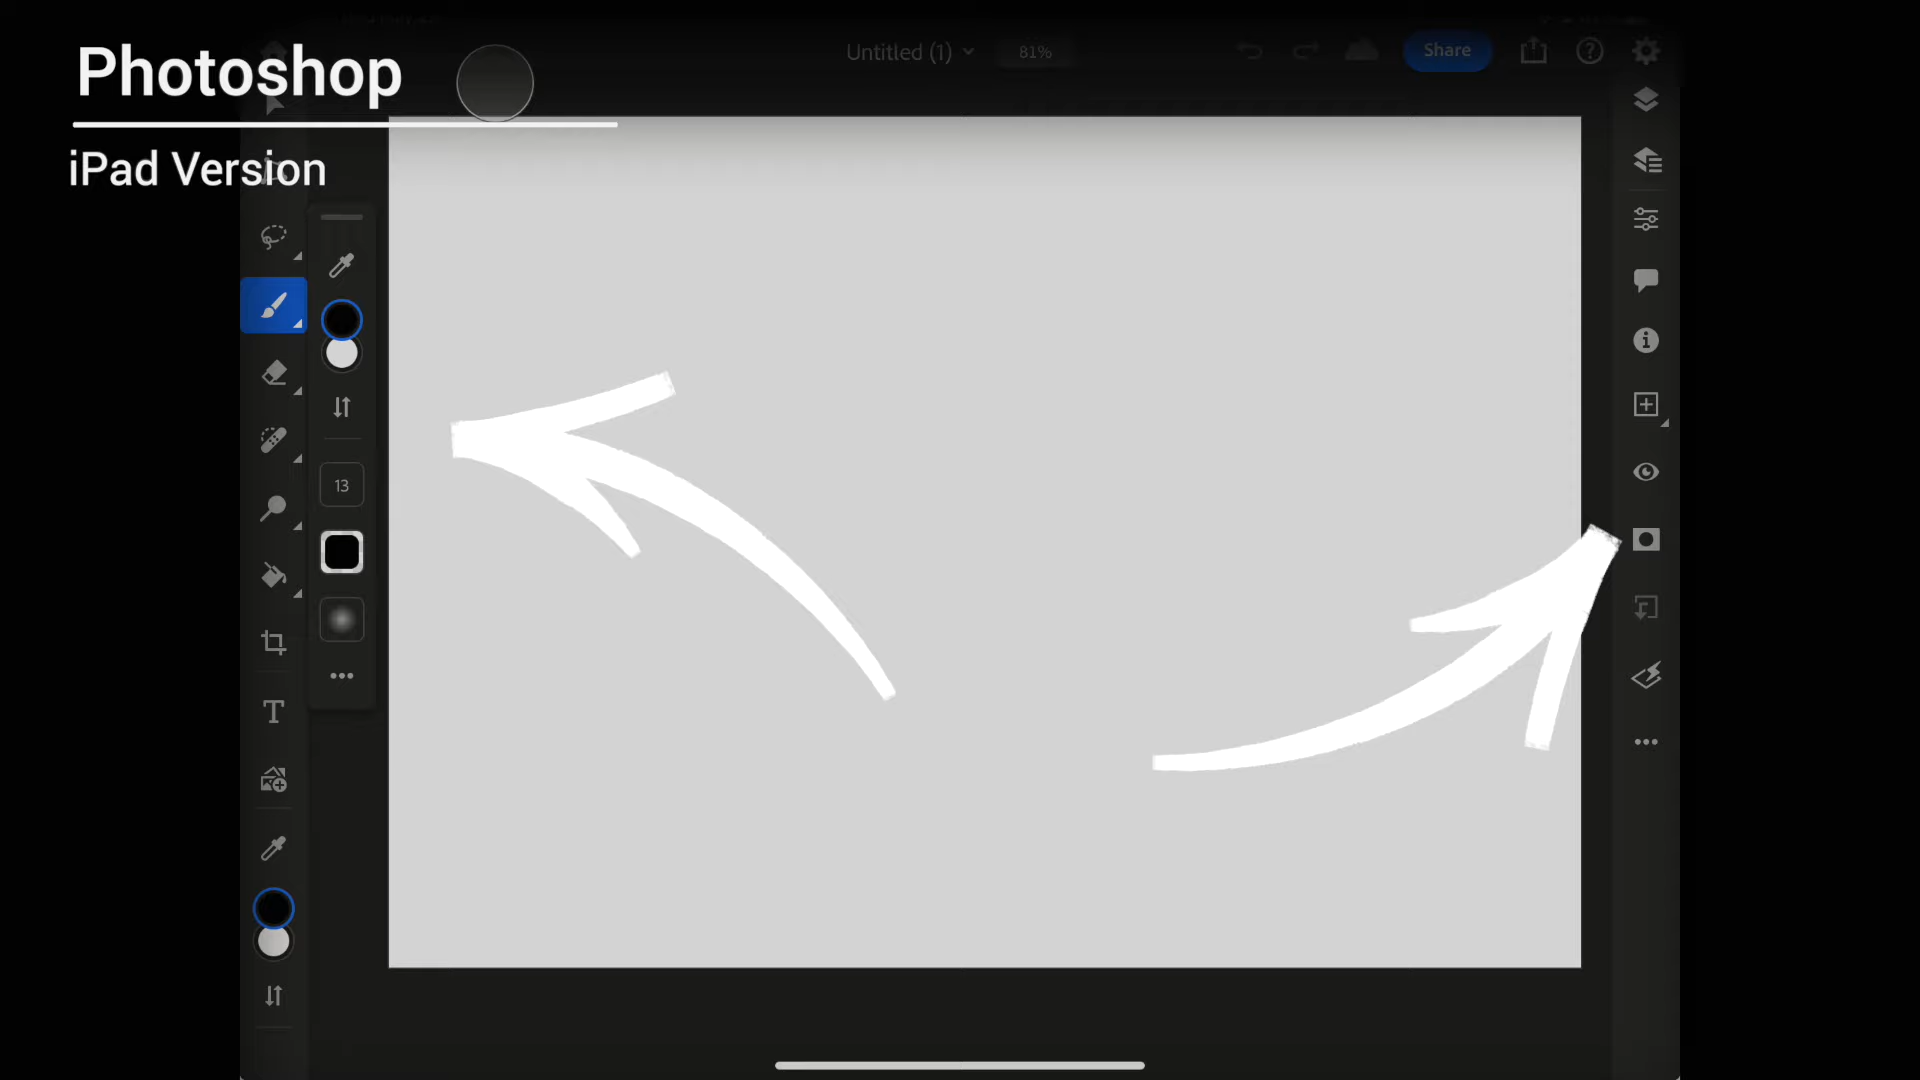 Photoshop
iPad Version
Untitled (1)
81%
Share
13
T